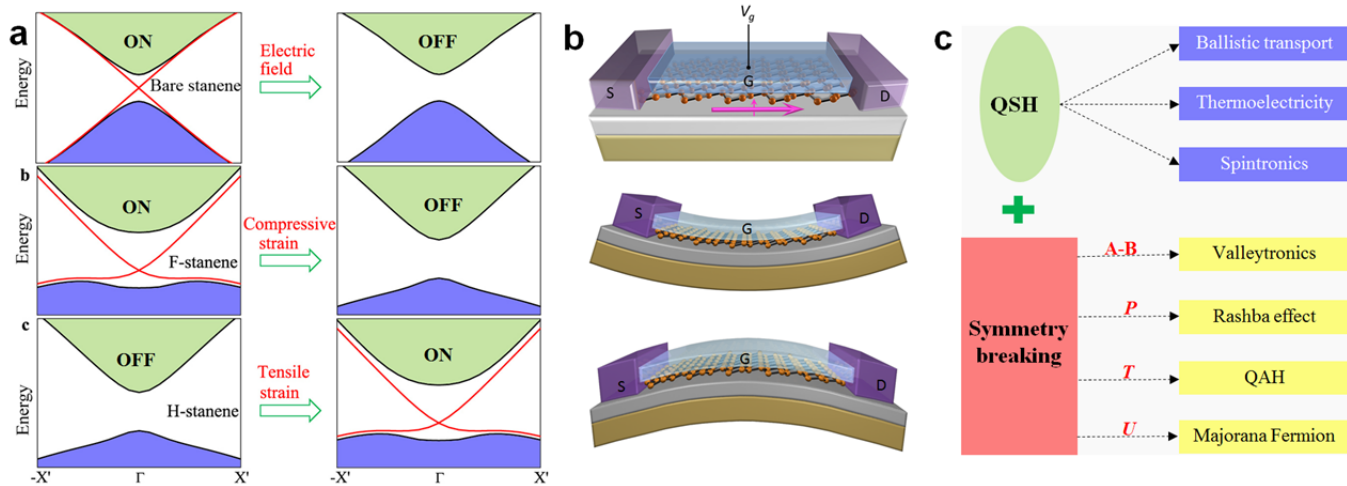 a
Energy
ON
Bare stanene
Electric
field
OFF
b
Energy
ON
F-stanene
Compressive
strain
OFF
c
Energy
OFF
H-stanene
Tensile
strain
ON
-X' Γ X'
-X' Γ X'
b
Vg
S
G
D
S
G
D
S
G
D
c
QSH
Ballistic transport
Thermoelectricity
Spintronics
Symmetry
breaking
A-B
Valleytronics
P
Rashba effect
T
QAH
U
Majorana Fermion